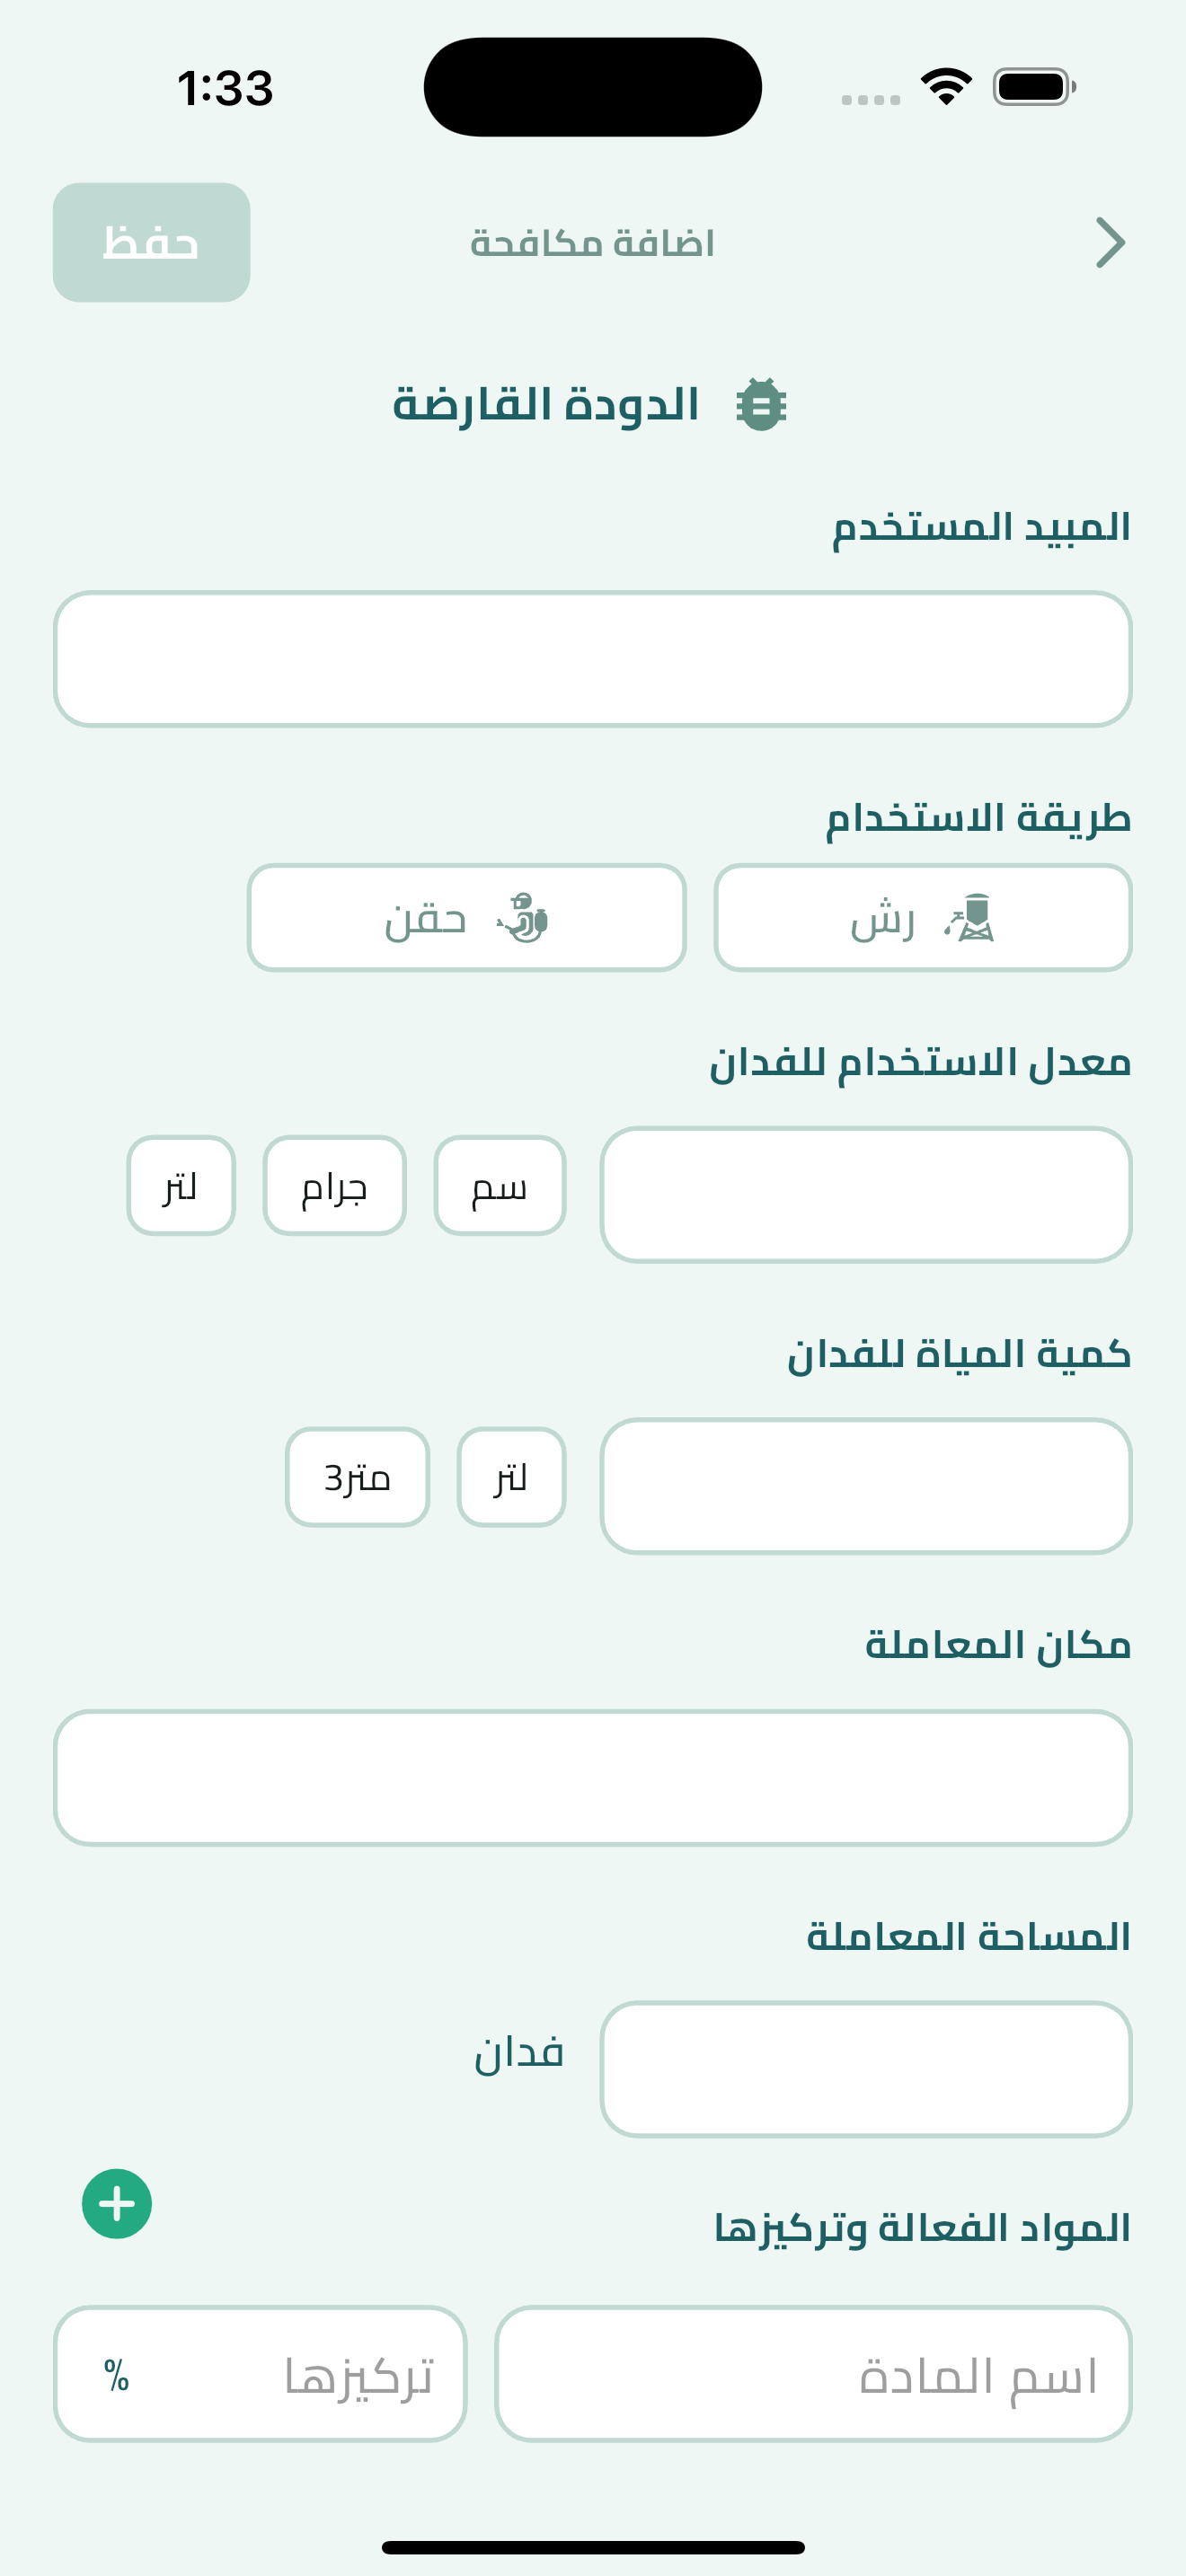 1:33
اضافة مكافحة
حفظ
الدودة القارضة
المبيد المستخدم
طريقة الاستخدام
رش
حقن
معدل الاستخدام للفدان
سم
جرام
لتر
كمية المياة للفدان
لتر
متر3
مكان المعاملة
المساحة المعاملة
فدان
المواد الفعالة وتركيزها
اسم المادة
تركيزها
%